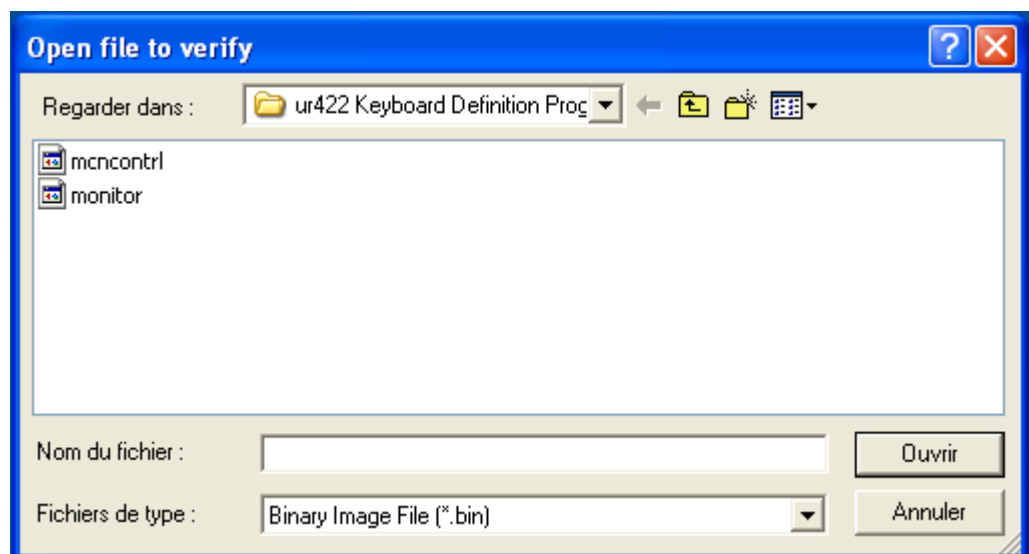 Open file to verify
Regarder dans :
ur422 Keyboard Definition Prog
mcncontrl
monitor
Nom du fichier :
Ouvrir
Fichiers de type :
Binary Image File (*.bin)
Annuler